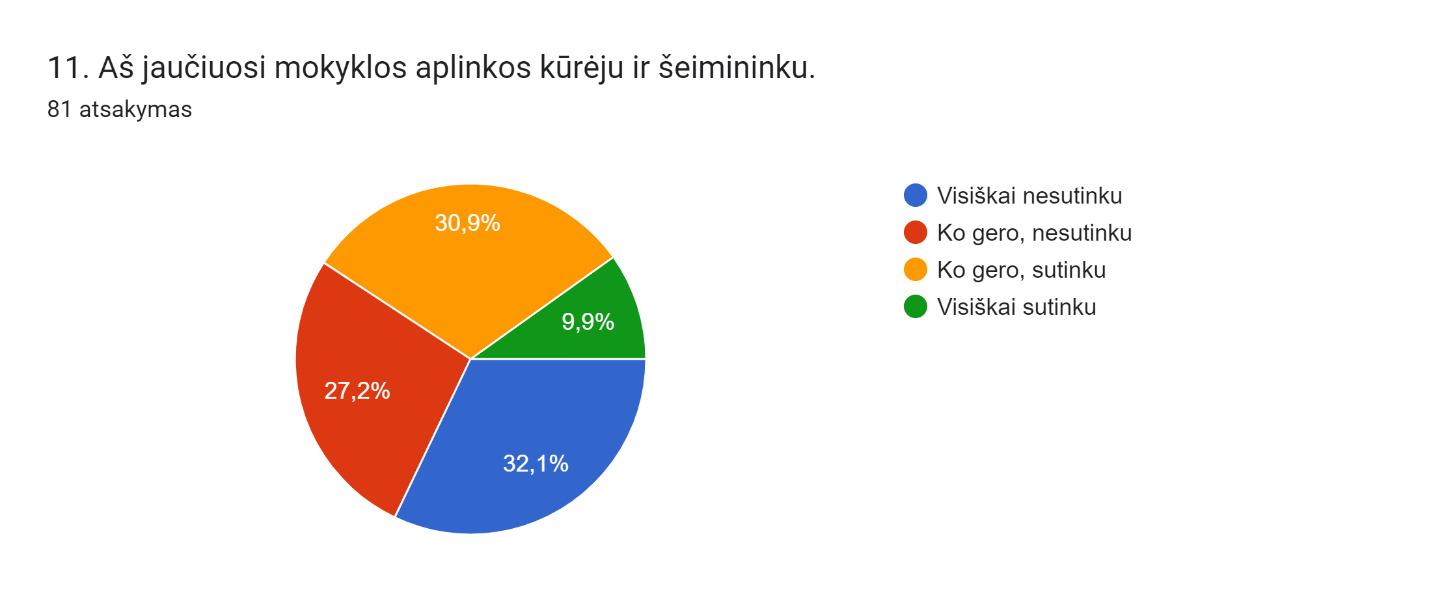 11. Aš jaučiuosi mokyklos aplinkos kūrėju ir šeimininku.
81 atsakymas
Visiškai nesutinku
Ko gero, nesutinku
Ko gero, sutinku
Visiškai sutinku
30,9%
9,9%
27,2%
32,1%